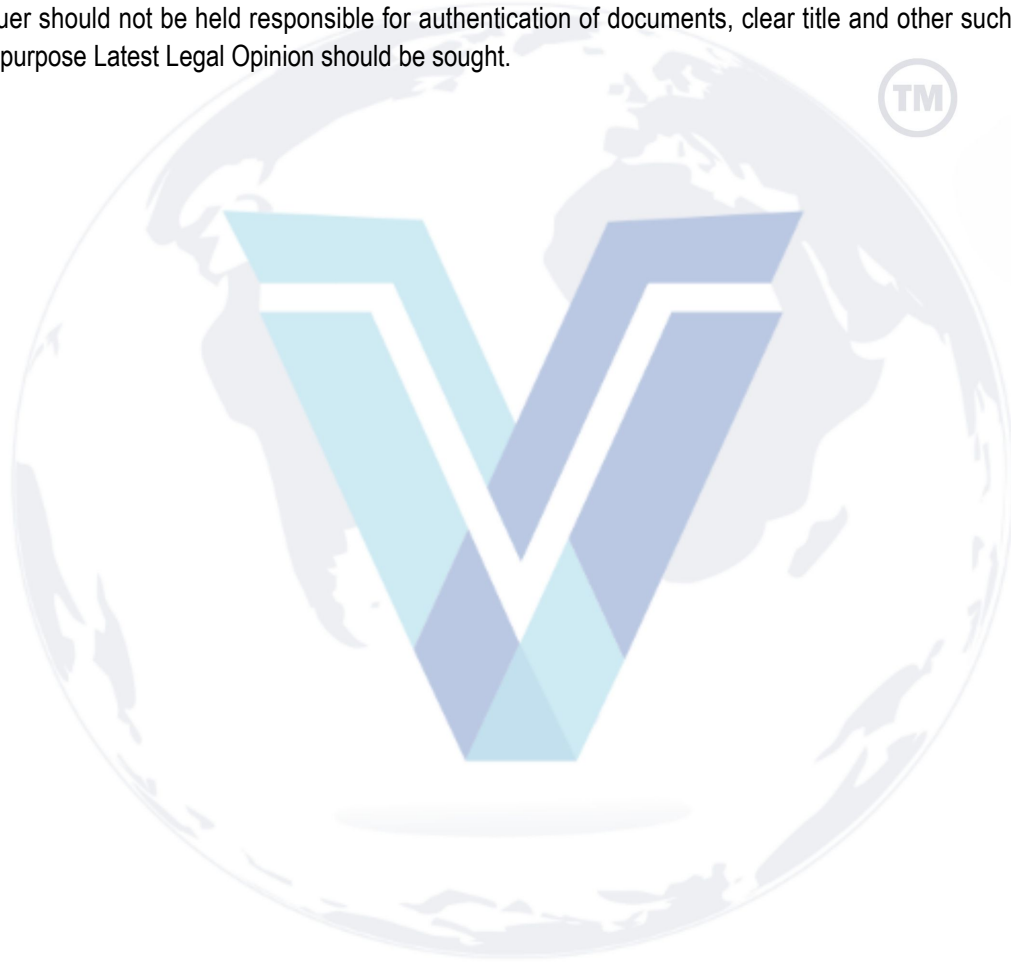 uer should not be held responsible for authentication of documents, clear title and other such
purpose Latest Legal Opinion should be sought.
TM